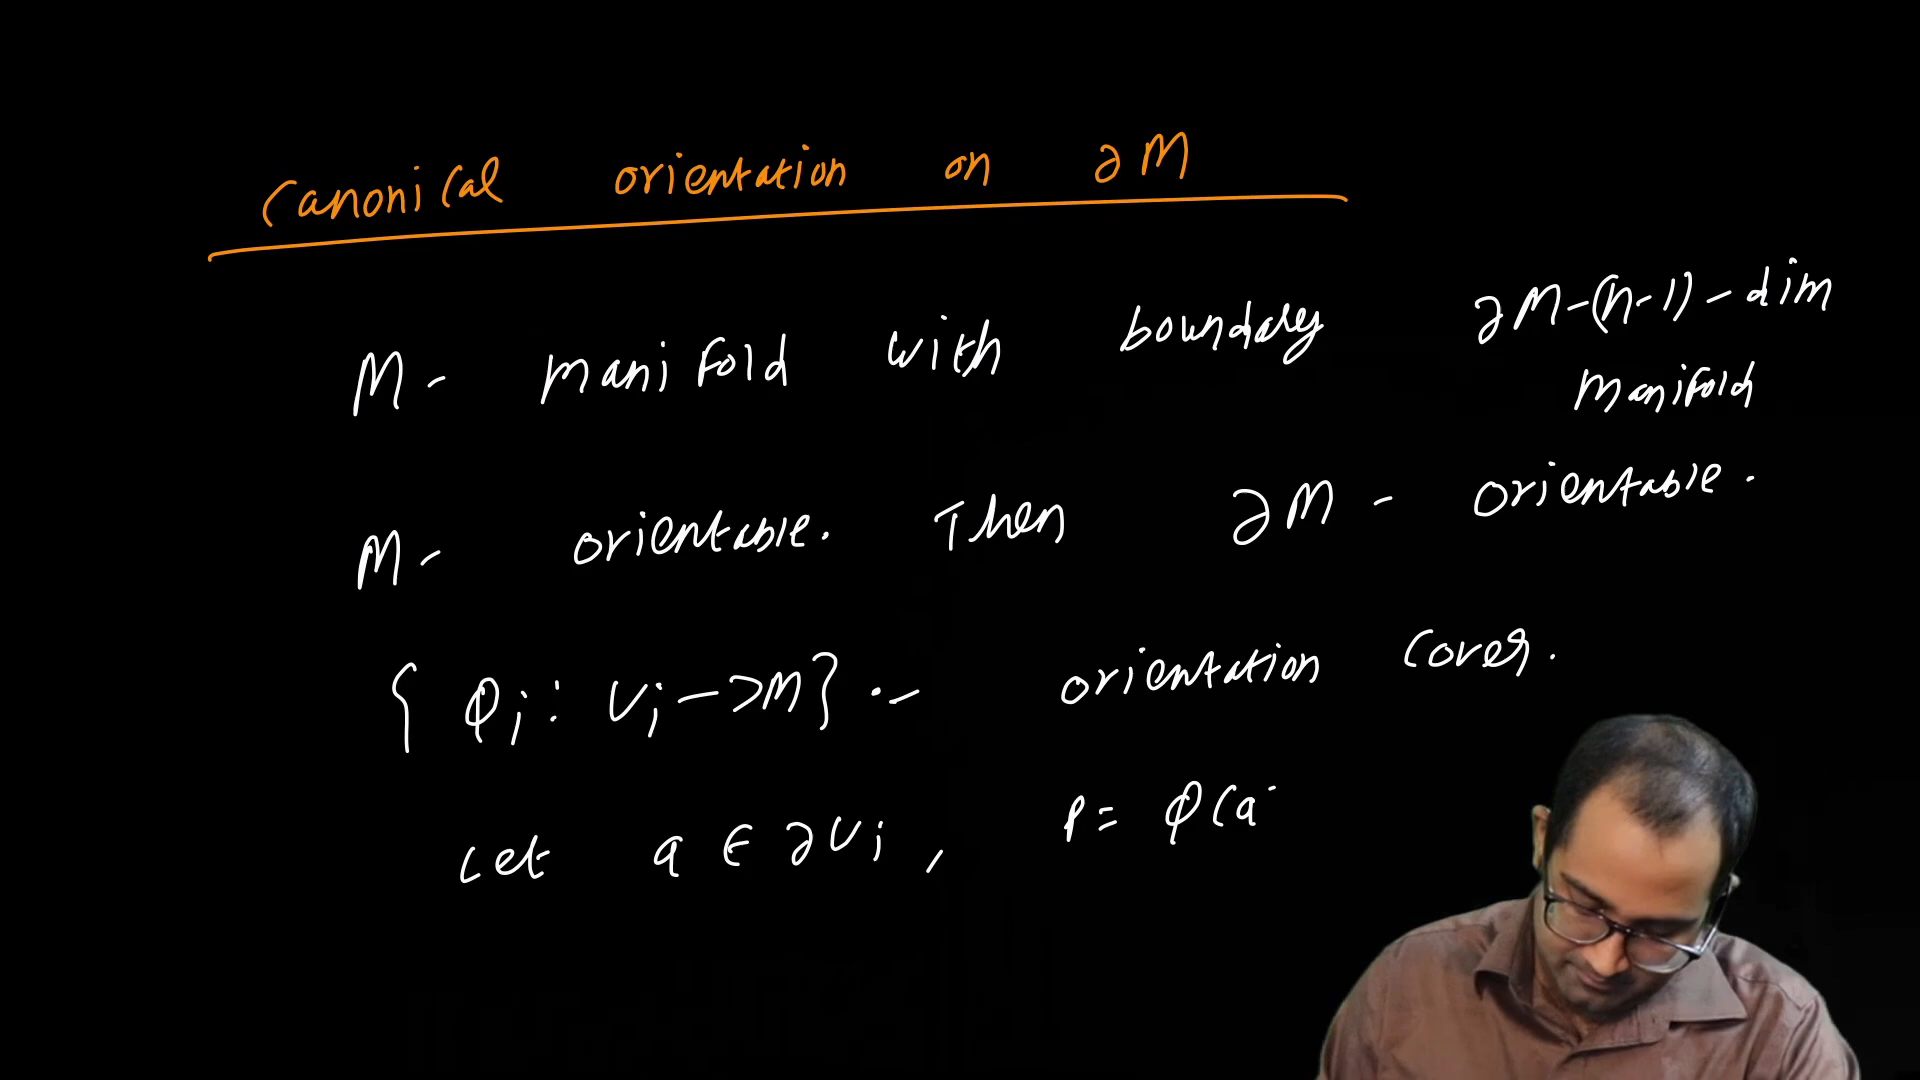 Canonical orientation on ∂M
M - manifold with boundary ∂M-(n-1)-dim
manifold
M - orientable. Then ∂M - orientable.
{ φi : Ui -> M} :- orientation cover.
Let a ∈ ∂Ui , p = φ(a